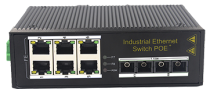 Industrial Ethernet
Switch POE+